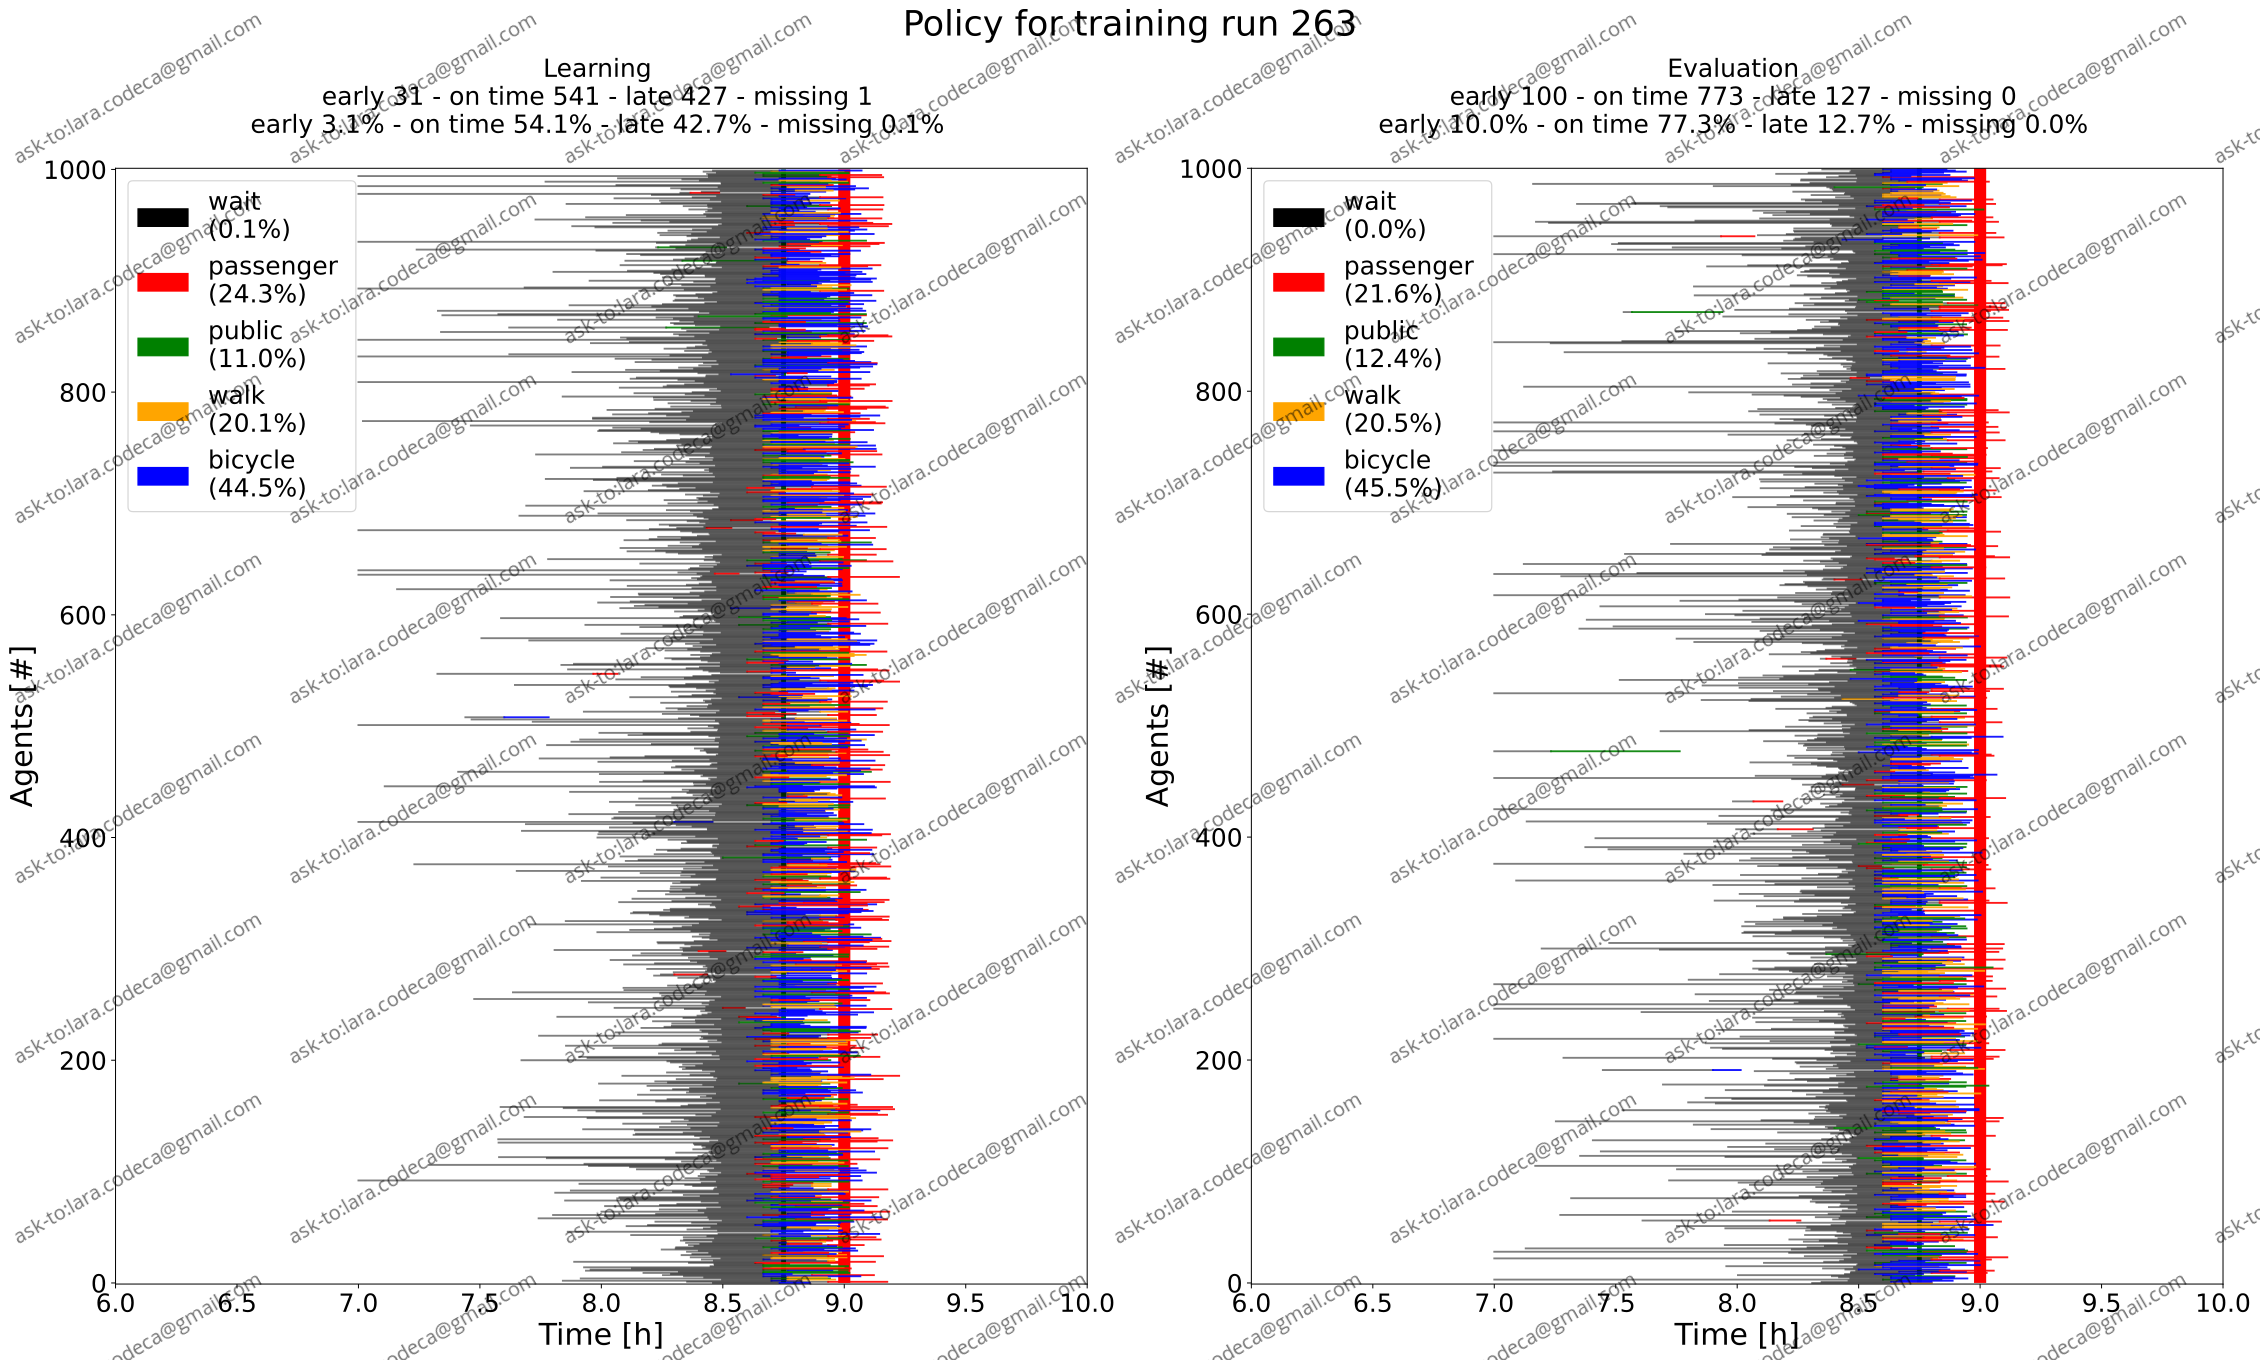 Policy for training run 263
Learning
early 31 - on time 541 - late 427 - missing 1
early 3.1% - on time 54.1% - late 42.7% - missing 0.1%
wait
(0.1%)
passenger
(24.3%)
public
(11.0%)
walk
(20.1%)
bicycle
(44.5%)
Agents [#]
1000
800
600
400
200
0
6.0 6.5 7.0 7.5 8.0 8.5 9.0 9.5 10.0
Time [h]
Evaluation
early 100 - on time 773 - late 127 - missing 0
early 10.0% - on time 77.3% - late 12.7% - missing 0.0%
wait
(0.0%)
passenger
(21.6%)
public
(12.4%)
walk
(20.5%)
bicycle
(45.5%)
Agents [#]
1000
800
600
400
200
0
6.0 6.5 7.0 7.5 8.0 8.5 9.0 9.5 10.0
Time [h]
ask-to:lara.codeca@gmail.com